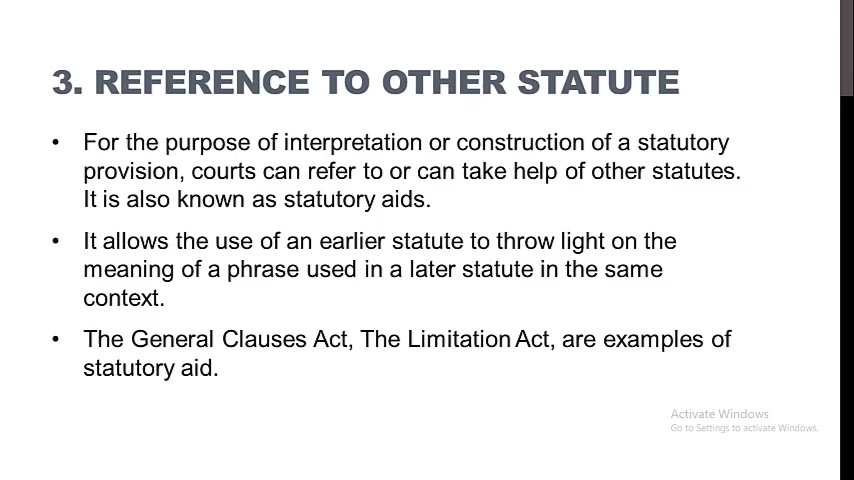 3. REFERENCE TO OTHER STATUTE
• For the purpose of interpretation or construction of a statutory
provision, courts can refer to or can take help of other statutes.
It is also known as statutory aids.
• It allows the use of an earlier statute to throw light on the
meaning of a phrase used in a later statute in the same
context.
• The General Clauses Act, The Limitation Act, are examples of
statutory aid.
Activate Windows
Go to Settings to activate Windows.